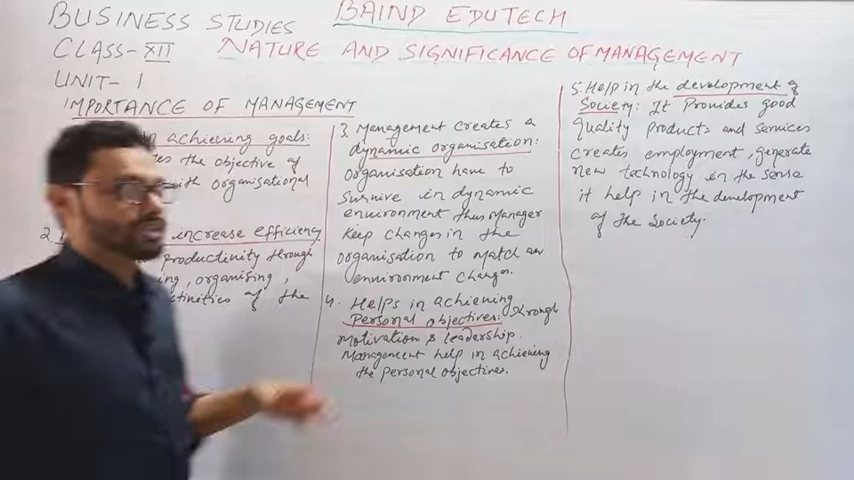 BUSINESS STUDIES
BAIND EDUTECH
CLASS-XII NATURE AND SIGNIFICANCE OF MANAGEMENT
UNIT- 1
IMPORTANCE OF MANAGEMENT
in achieving goals:
the objective of
with organisational
2. increase efficiency
productivity through
organising,
activities of the
3. Management creates a
dynamic organisation:
organisation have to
Survive in dynamic
environment thus Manager
keep changes in the
organisation to match an
environment changes.
4. Helps in achieving
Personal objectives: through
motivation & leadership.
Management help in achieving
the personal objectives.
5. Help in the development of
Society: It Provides good
quality products and services
creates employment, generate
new technology in the sense
it help in the development
of the Society.